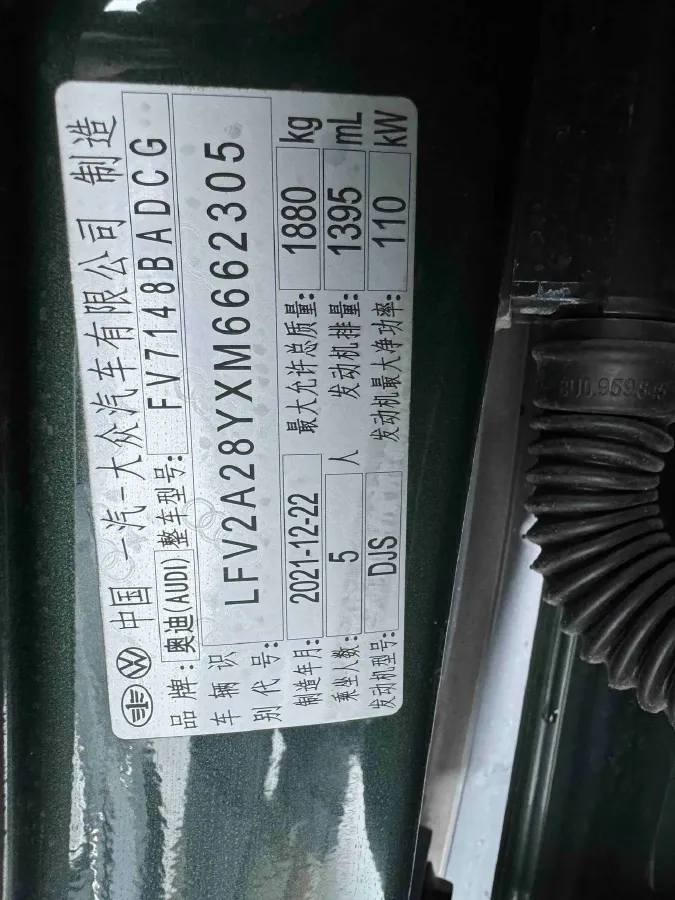 中国 一汽-大众汽车有限公司 制造
品牌: 奥迪(AUDI) 整车型号: FV7148BADCG
车辆识别代号: LFV2A28YXM6662305
制造年月: 2021-12-22 最大允许总质量: 1880 kg
乘坐人数: 5 人 发动机排量: 1395 mL
发动机型号: DJS 发动机最大净功率: 110 kW